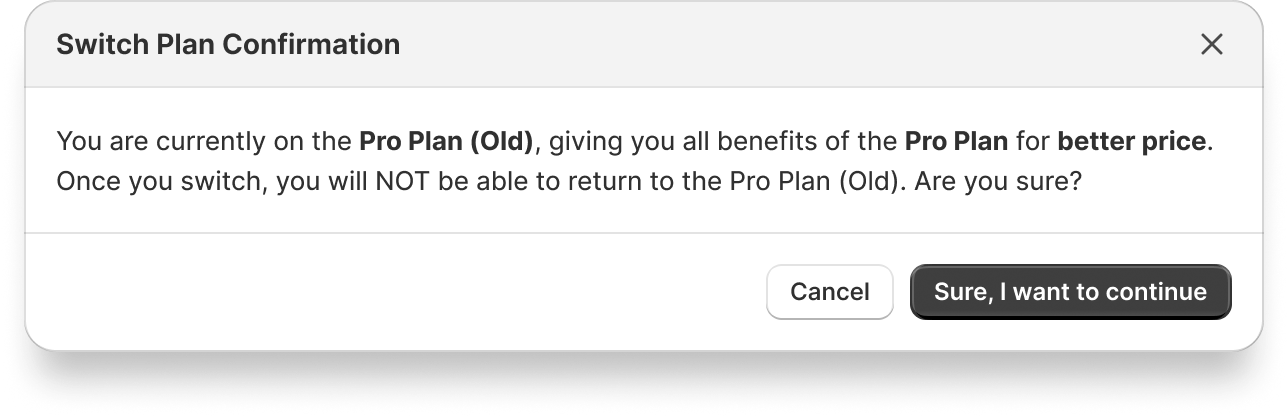 Switch Plan Confirmation
You are currently on the Pro Plan (Old), giving you all benefits of the Pro Plan for better price.
Once you switch, you will NOT be able to return to the Pro Plan (Old). Are you sure?
Cancel
Sure, I want to continue